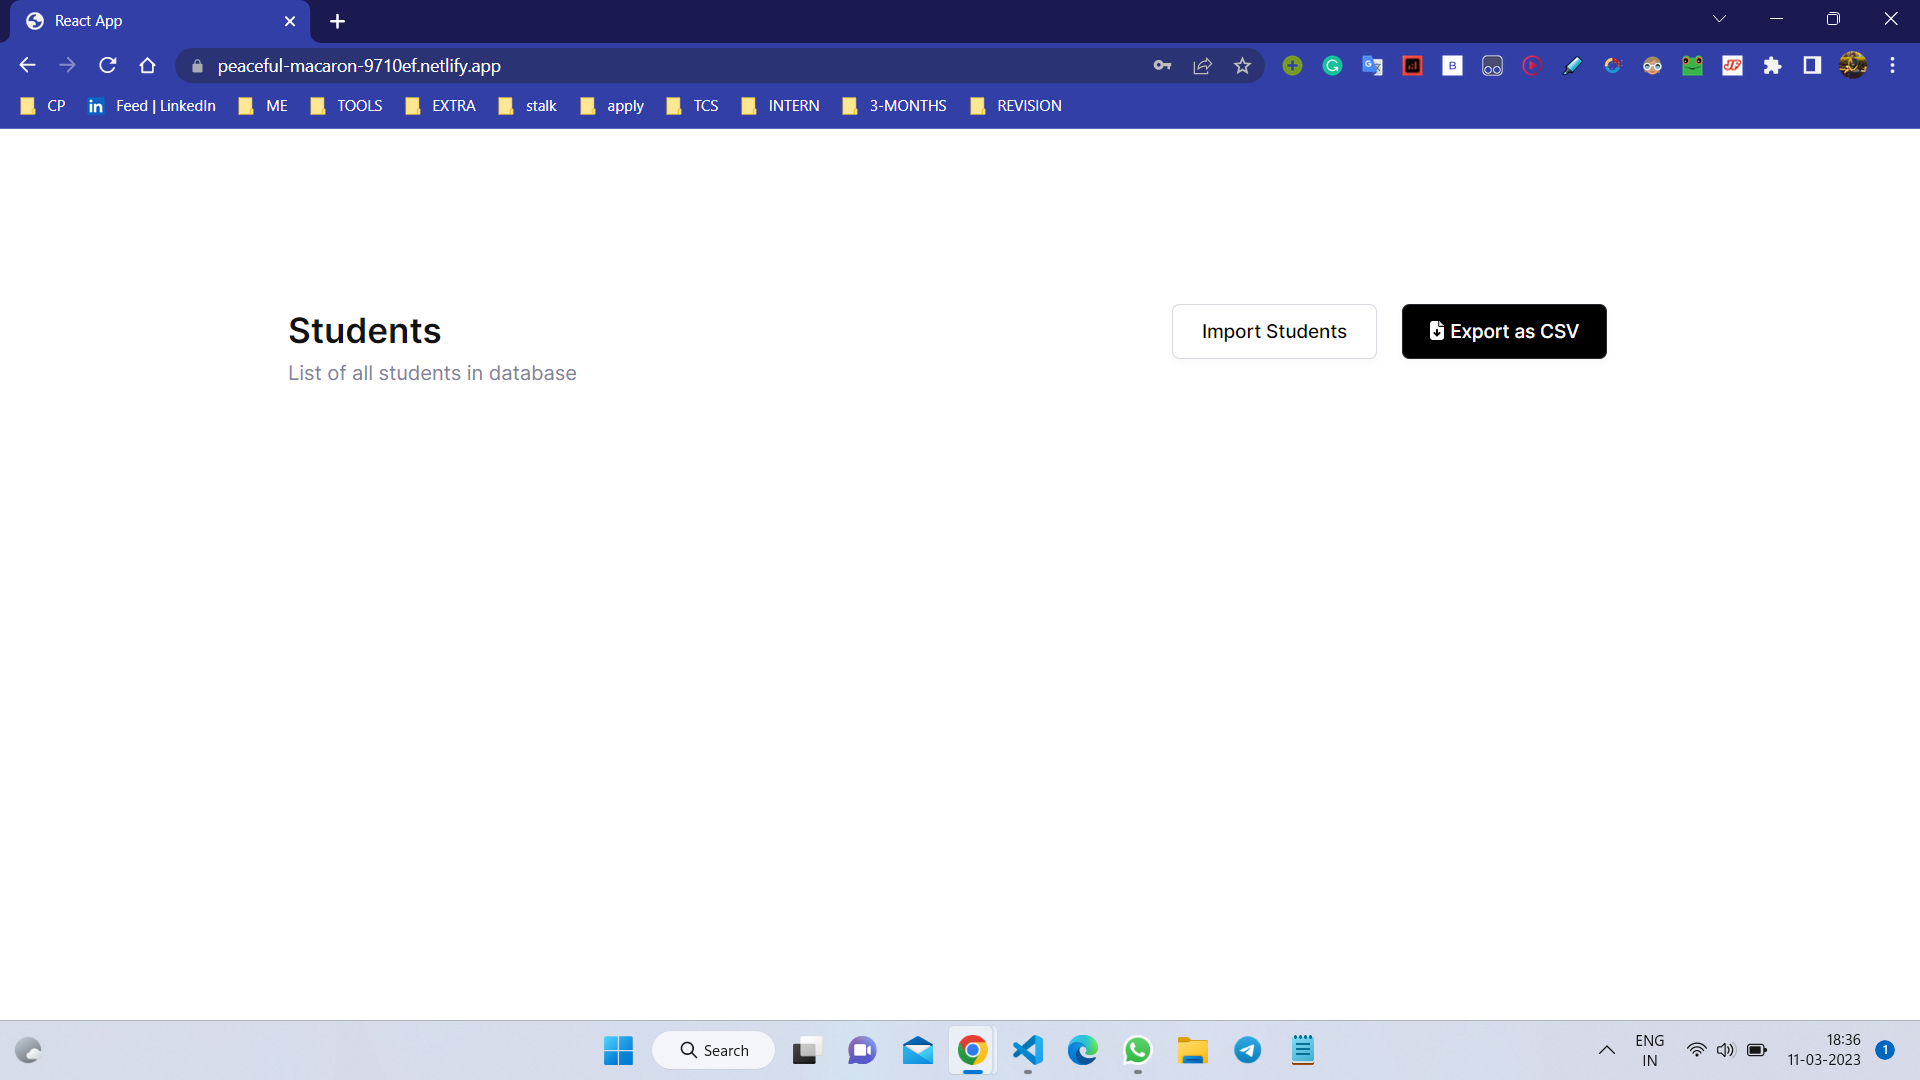 React App
peaceful-macaron-9710ef.netlify.app
CP Feed | LinkedIn ME TOOLS EXTRA stalk apply TCS INTERN 3-MONTHS REVISION
Students
List of all students in database
Import Students
Export as CSV
Search
ENG
IN
18:36
11-03-2023
1